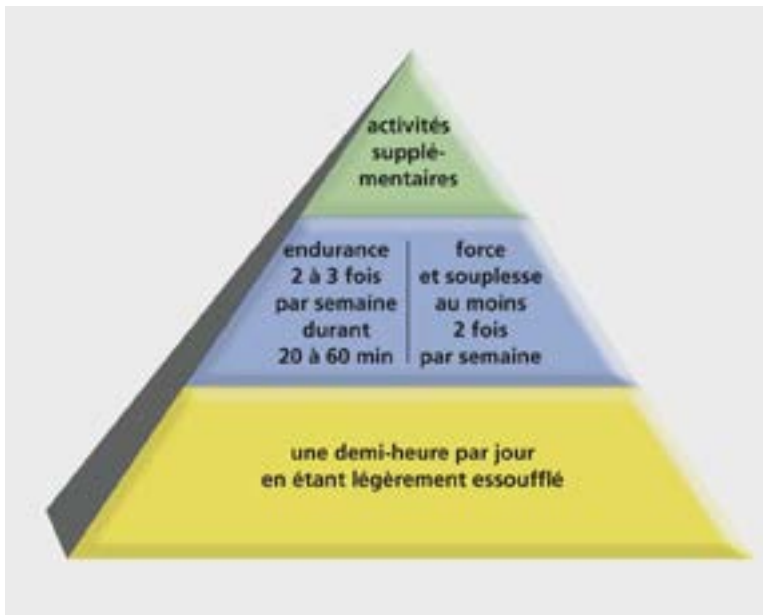 activités
supplé-
mentaires
endurance
2 à 3 fois
par semaine
durant
20 à 60 min
force
et souplesse
au moins
2 fois
par semaine
une demi-heure par jour
en étant légèrement essoufflé